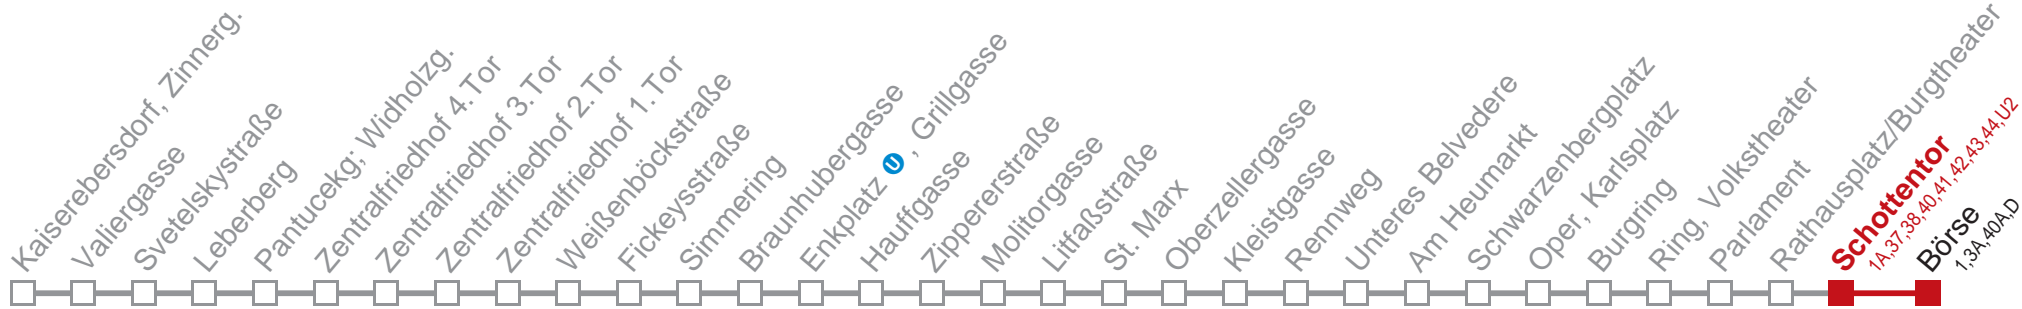 Kaiserebersdorf, Zinnerg.
Valiergasse
Svetelskystraße
Leberberg
Pantucekg; Widholzg.
Zentralfriedhof 4.Tor
Zentralfriedhof 3.Tor
Zentralfriedhof 2.Tor
Zentralfriedhof 1.Tor
Weißenböckstraße
Fickeysstraße
Simmering
Braunhubergasse
Enkplatz U , Grillgasse
Hauffgasse
Zippererstraße
Molitorgasse
Litfaßstraße
St. Marx
Oberzellergasse
Kleistgasse
Rennweg
Unteres Belvedere
Am Heumarkt
Schwarzenbergplatz
Oper, Karlsplatz
Burgring
Ring, Volkstheater
Parlament
Rathausplatz/Burgtheater
Schottentor
1A,37,38,40,41,42,43,44,U2
Börse
1,3A,40A,D